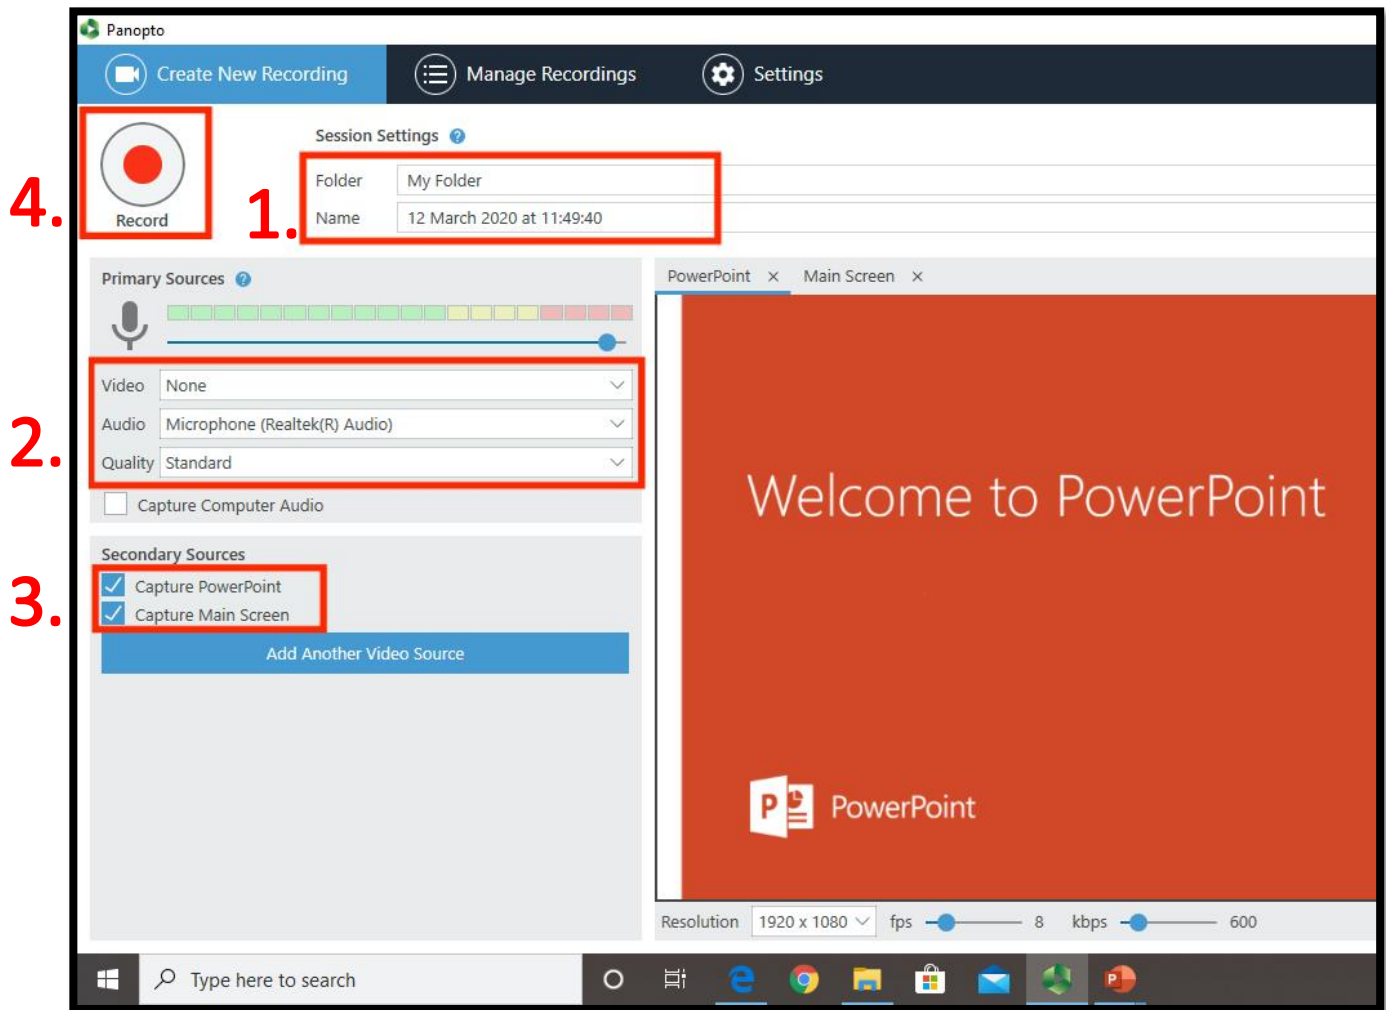 Panopto
Create New Recording
Manage Recordings
Settings
4.
Record
1.
Session Settings ?
Folder My Folder
Name 12 March 2020 at 11:49:40
Primary Sources ?
2.
Video None
Audio Microphone (Realtek(R) Audio)
Quality Standard
Capture Computer Audio
3.
Secondary Sources
Capture PowerPoint
Capture Main Screen
Add Another Video Source
PowerPoint × Main Screen ×
Welcome to PowerPoint
P PowerPoint
Resolution 1920 x 1080 fps 8 kbps 600
Type here to search